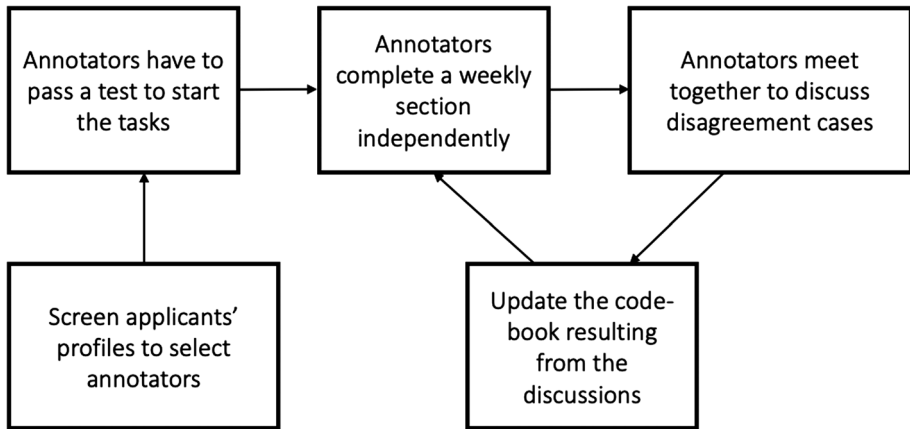 Annotators have to
pass a test to start
the tasks
Annotators
complete a weekly
section
independently
Annotators meet
together to discuss
disagreement cases
Screen applicants’
profiles to select
annotators
Update the code-
book resulting
from the
discussions